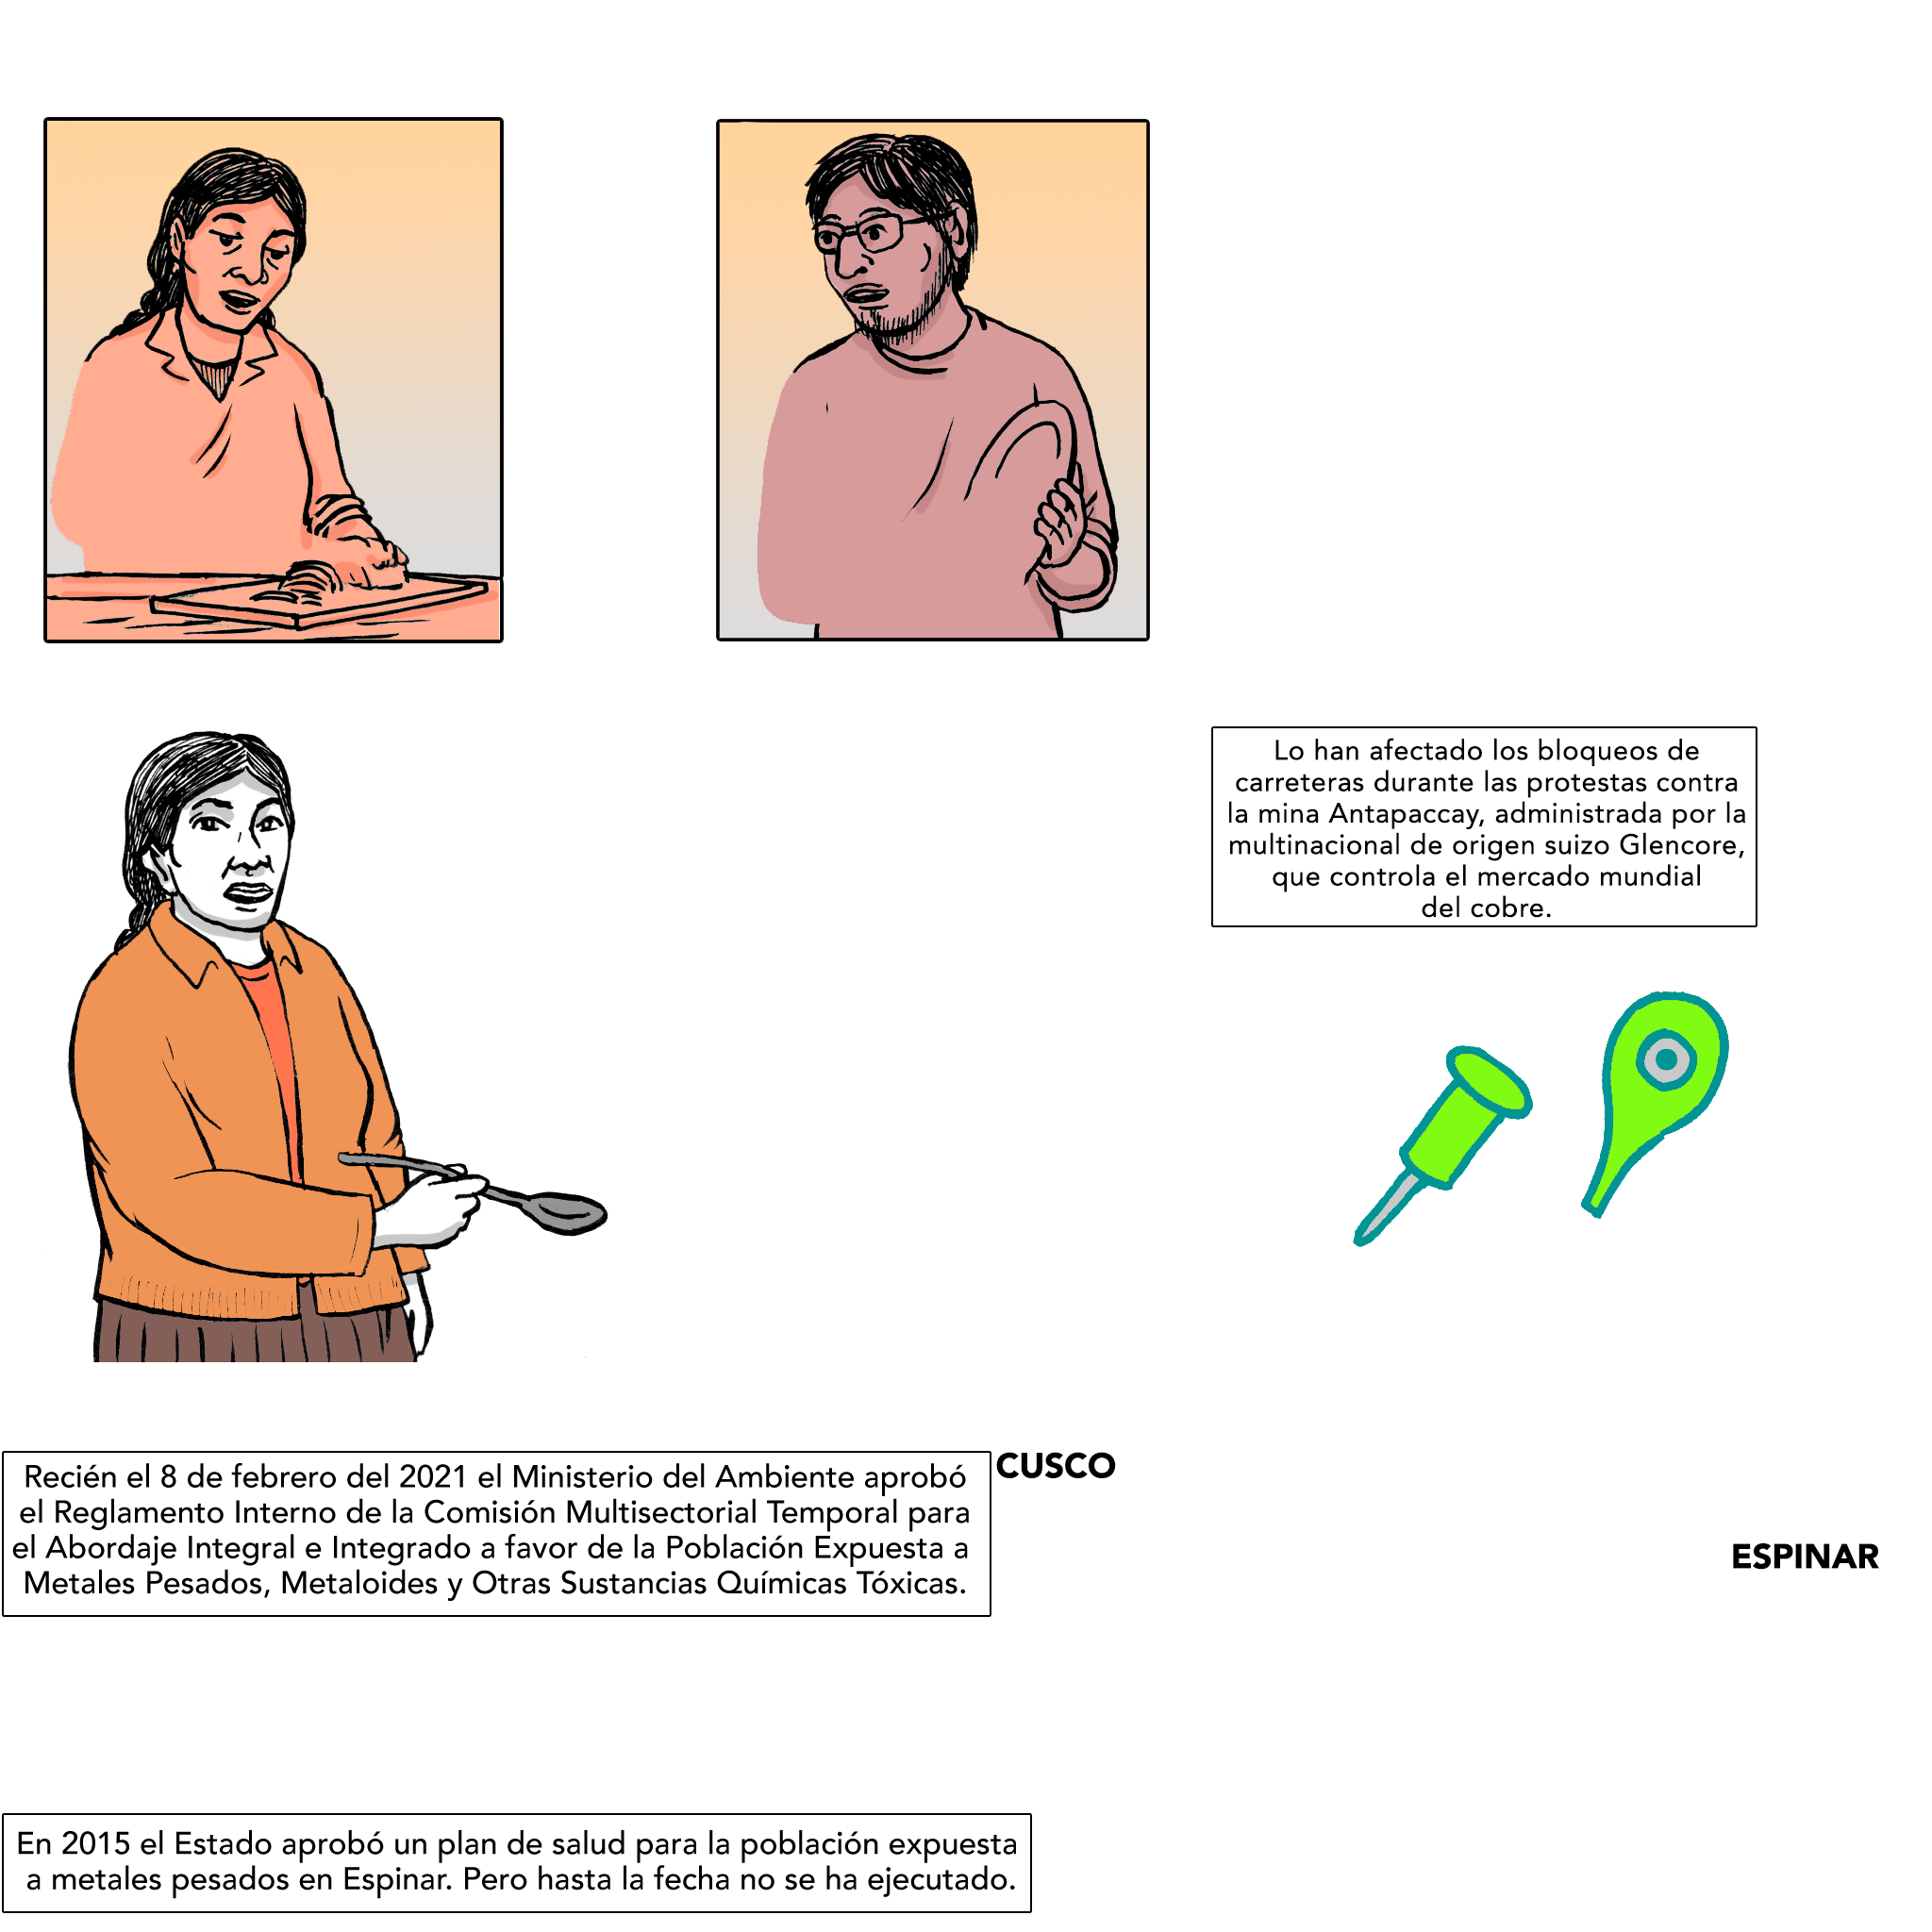 Lo han afectado los bloqueos de
carreteras durante las protestas contra
la mina Antapaccay, administrada por la
multinacional de origen suizo Glencore,
que controla el mercado mundial
del cobre.
Recién el 8 de febrero del 2021 el Ministerio del Ambiente aprobó
el Reglamento Interno de la Comisión Multisectorial Temporal para
el Abordaje Integral e Integrado a favor de la Población Expuesta a
Metales Pesados, Metaloides y Otras Sustancias Químicas Tóxicas.
CUSCO
ESPINAR
En 2015 el Estado aprobó un plan de salud para la población expuesta
a metales pesados en Espinar. Pero hasta la fecha no se ha ejecutado.